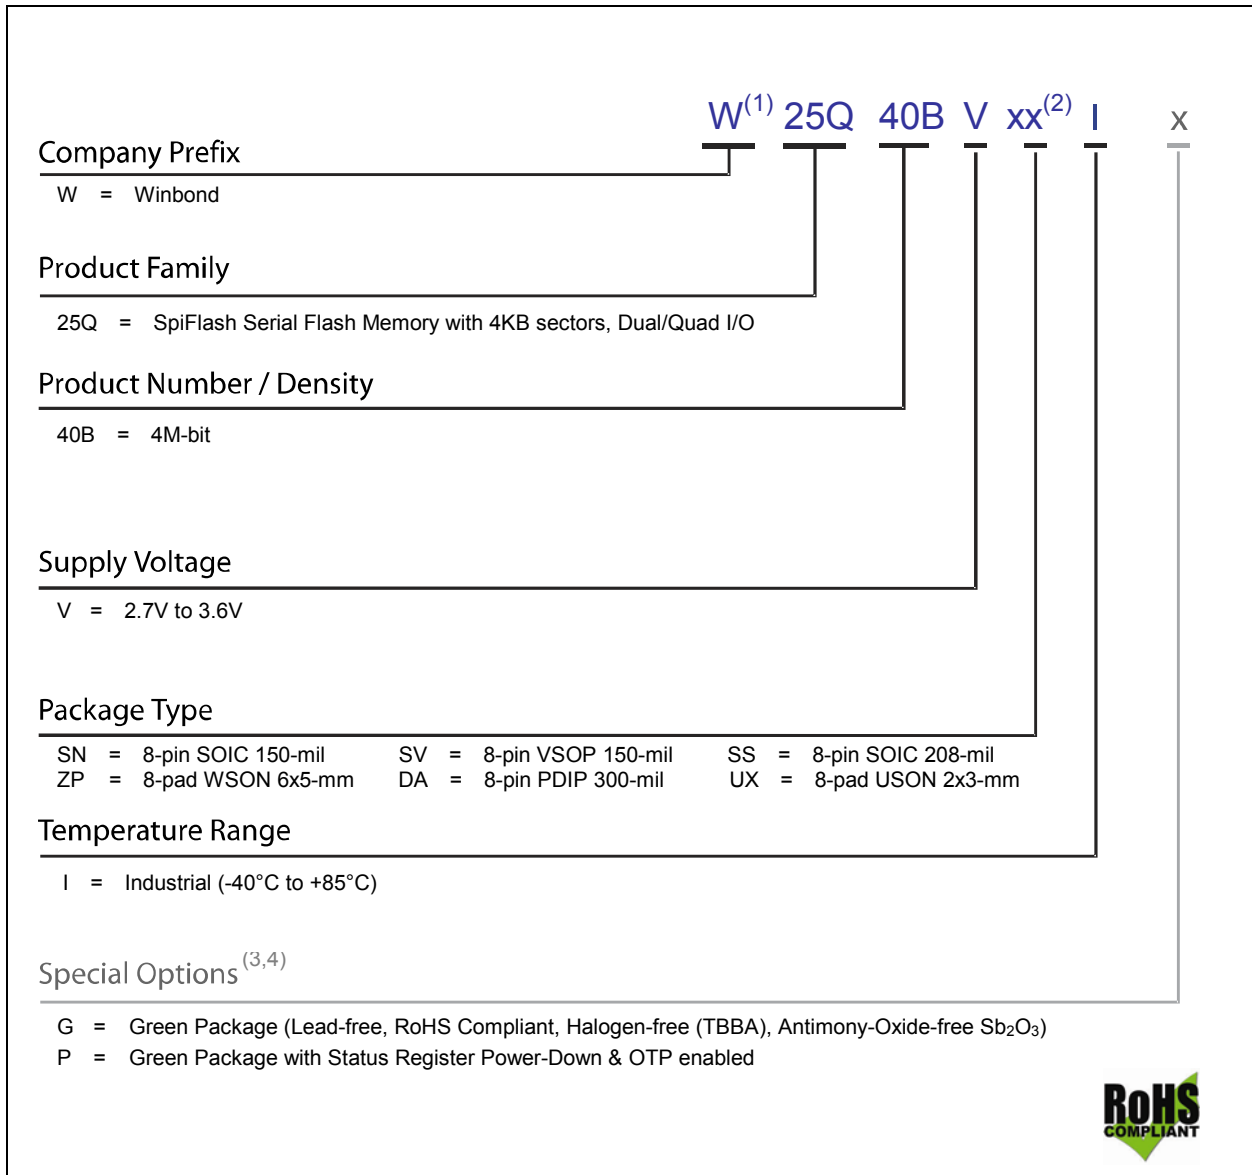 W(1) 25Q 40B V xx(2) I x
Company Prefix
W = Winbond
Product Family
25Q = SpiFlash Serial Flash Memory with 4KB sectors, Dual/Quad I/O
Product Number / Density
40B = 4M-bit
Supply Voltage
V = 2.7V to 3.6V
Package Type
SN = 8-pin SOIC 150-mil SV = 8-pin VSOP 150-mil SS = 8-pin SOIC 208-mil
ZP = 8-pad WSON 6x5-mm DA = 8-pin PDIP 300-mil UX = 8-pad USON 2x3-mm
Temperature Range
I = Industrial (-40°C to +85°C)
Special Options(3,4)
G = Green Package (Lead-free, RoHS Compliant, Halogen-free (TBBA), Antimony-Oxide-free Sb₂O₃)
P = Green Package with Status Register Power-Down & OTP enabled
RoHS
COMPLIANT